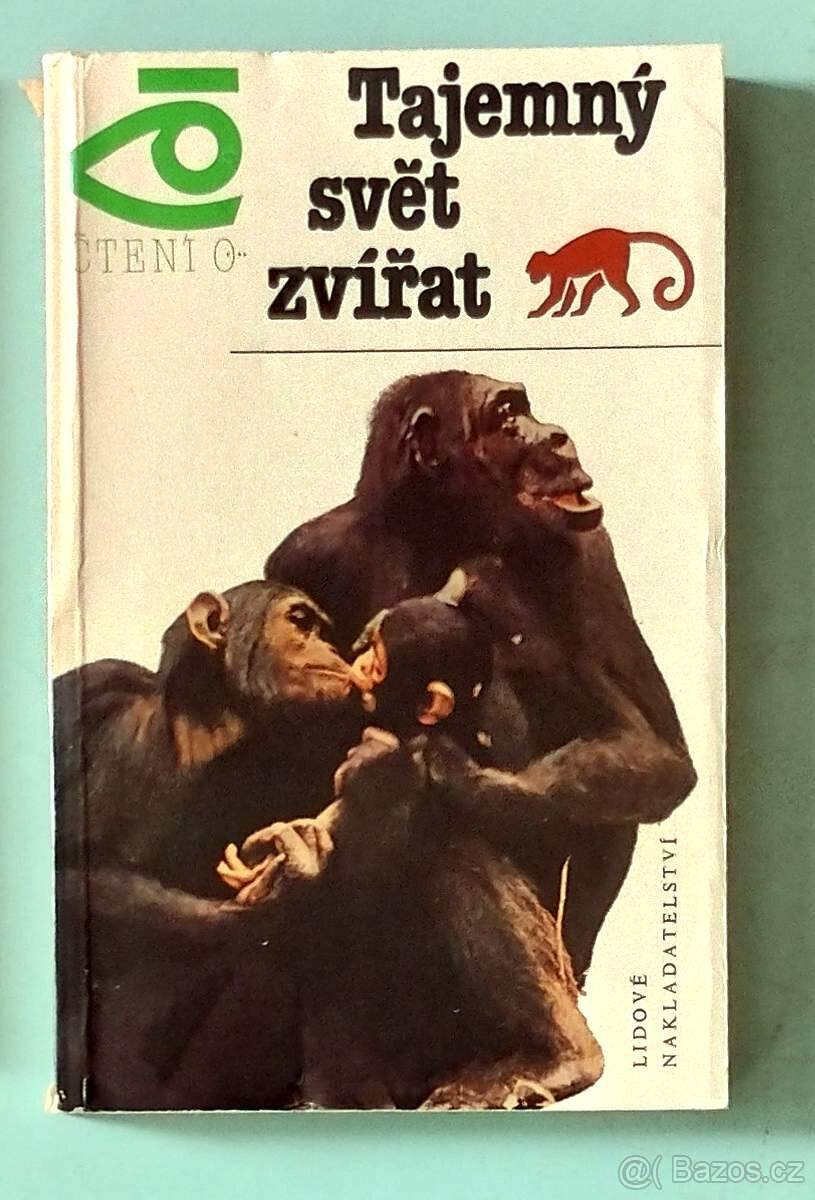 Tajemný
svět
zvířat
ČTENÍ O··
LIDOVÉ
NAKLADATELSTVÍ
@( Bazos.cz